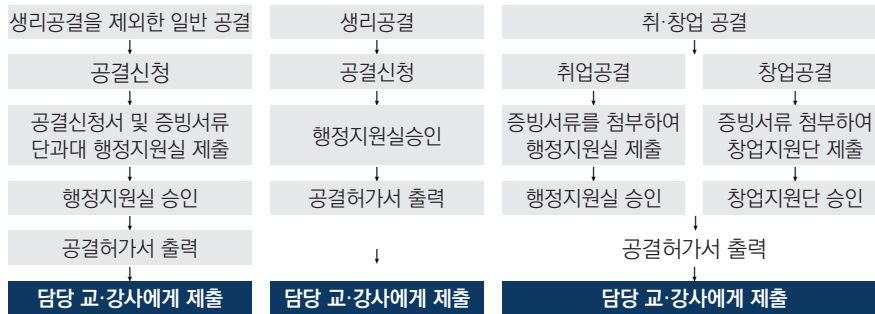 생리공결을 제외한 일반 공결
공결신청
공결신청서 및 증빙서류
단과대 행정지원실 제출
행정지원실 승인
공결허가서 출력
담당 교·강사에게 제출
생리공결
공결신청
행정지원실승인
공결허가서 출력
담당 교·강사에게 제출
취·창업 공결
취업공결
증빙서류를 첨부하여
행정지원실 제출
행정지원실 승인
창업공결
증빙서류 첨부하여
창업지원단 제출
창업지원단 승인
공결허가서 출력
담당 교·강사에게 제출